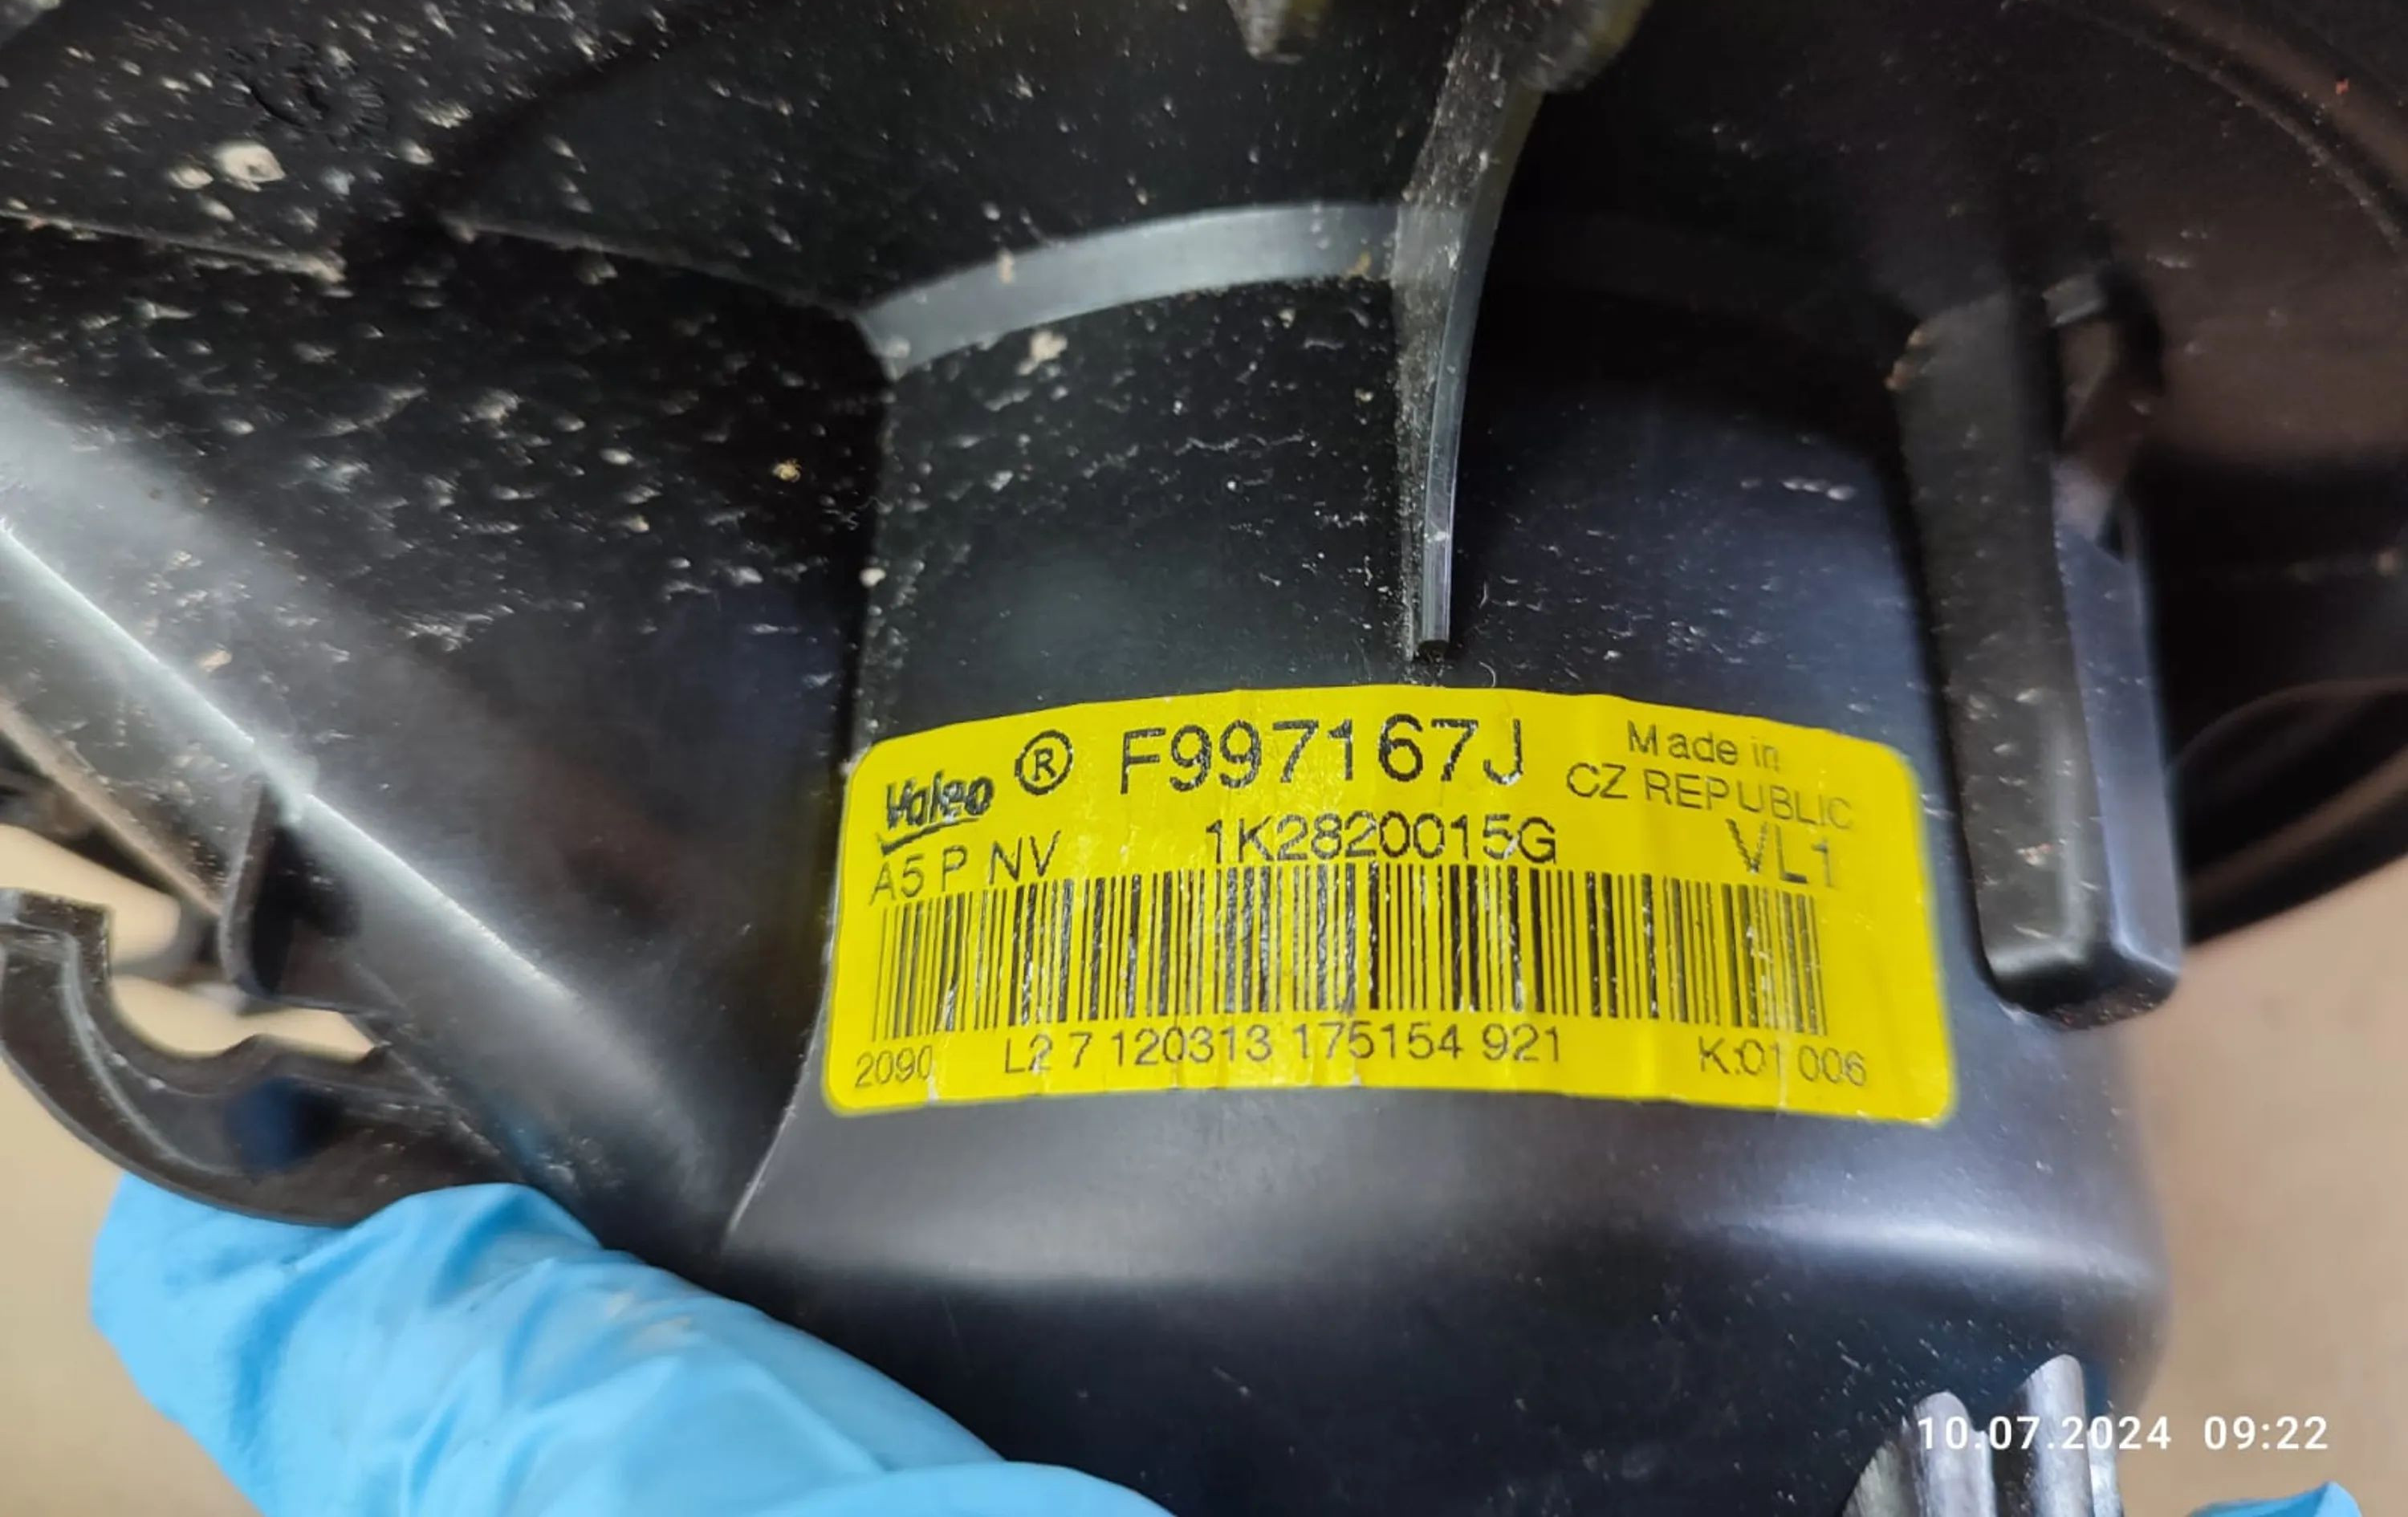 Valeo ® F997167J Made in
CZ REPUBLIC
A5 P NV 1K2820015G VL1
2090 L2 7 120313 175154 921 K:01 006
10.07.2024 09:22